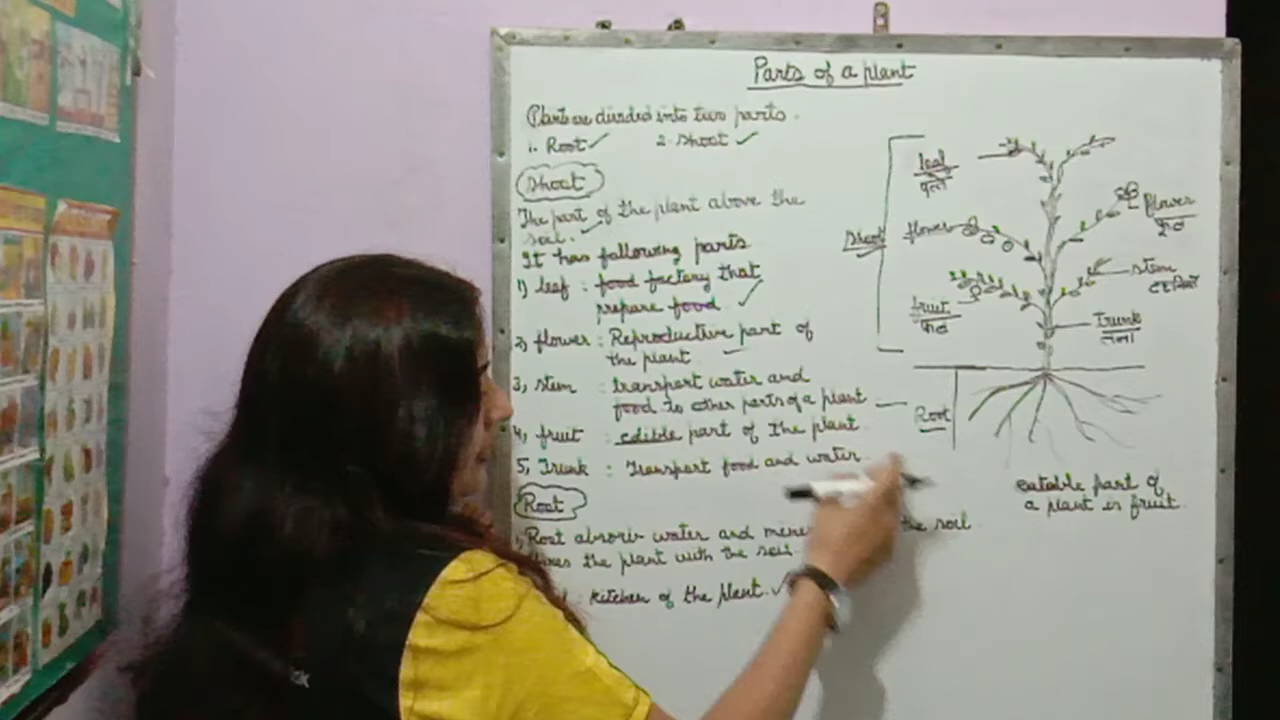 Parts of a plant
Plants are divided into two parts.
1. Root 2. Shoot
Shoot
The part of the plant above the
soil.
It has following parts
1) leaf : food factory that
prepare food
2) flower : Reproductive part of
the plant
3, stem : transport water and
food to other parts of a plant
4, fruit : edible part of the plant
5, Trunk : Transport food and water
Root
Root absorb water and the soil
the plant with the soil.
: kitchen of the plant.
leaf
पत्ती
flower
फूल
Shoot
flower
stem
fruit
फल
Trunk
तना
Root
eatable part of
a plant is fruit.